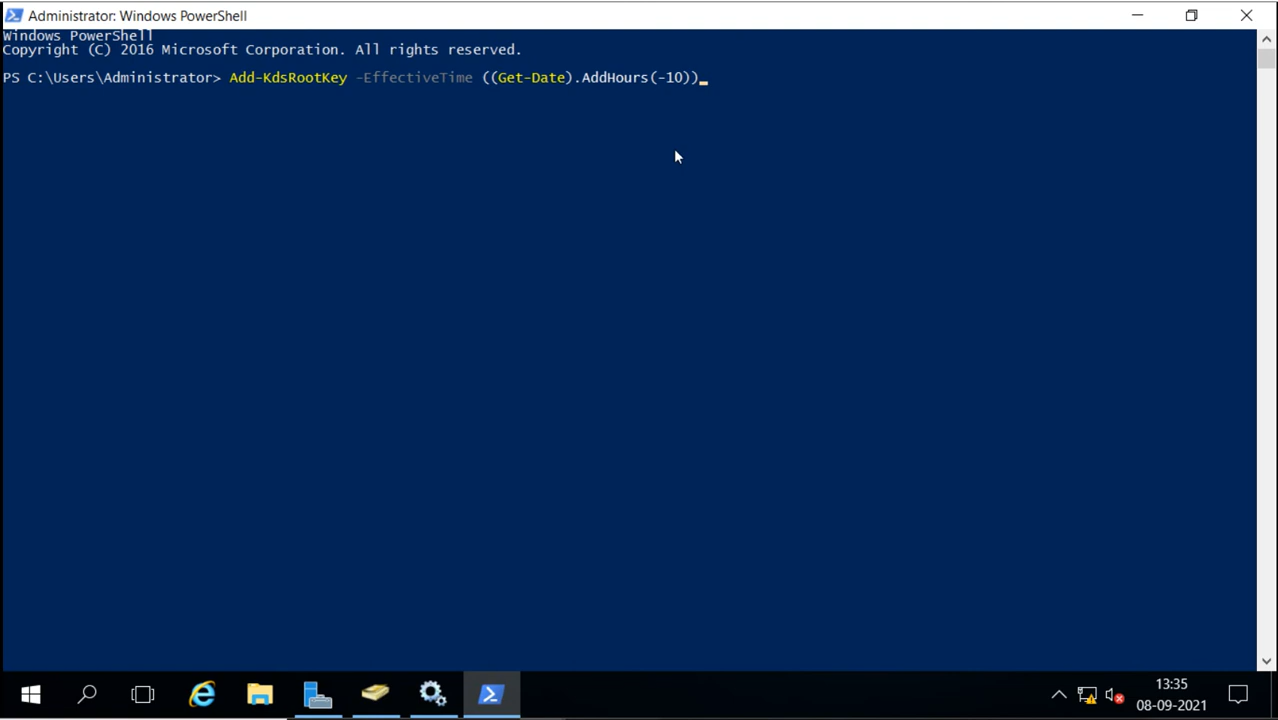 Administrator: Windows PowerShell
Windows PowerShell
Copyright (C) 2016 Microsoft Corporation. All rights reserved.
PS C:\Users\Administrator> Add-KdsRootKey -EffectiveTime ((Get-Date).AddHours(-10))_
13:35
08-09-2021